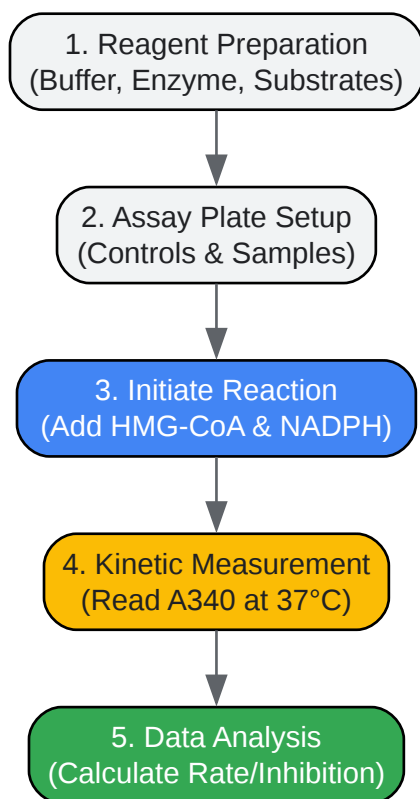 1. Reagent Preparation
(Buffer, Enzyme, Substrates)
2. Assay Plate Setup
(Controls & Samples)
3. Initiate Reaction
(Add HMG-CoA & NADPH)
4. Kinetic Measurement
(Read A340 at 37°C)
5. Data Analysis
(Calculate Rate/Inhibition)